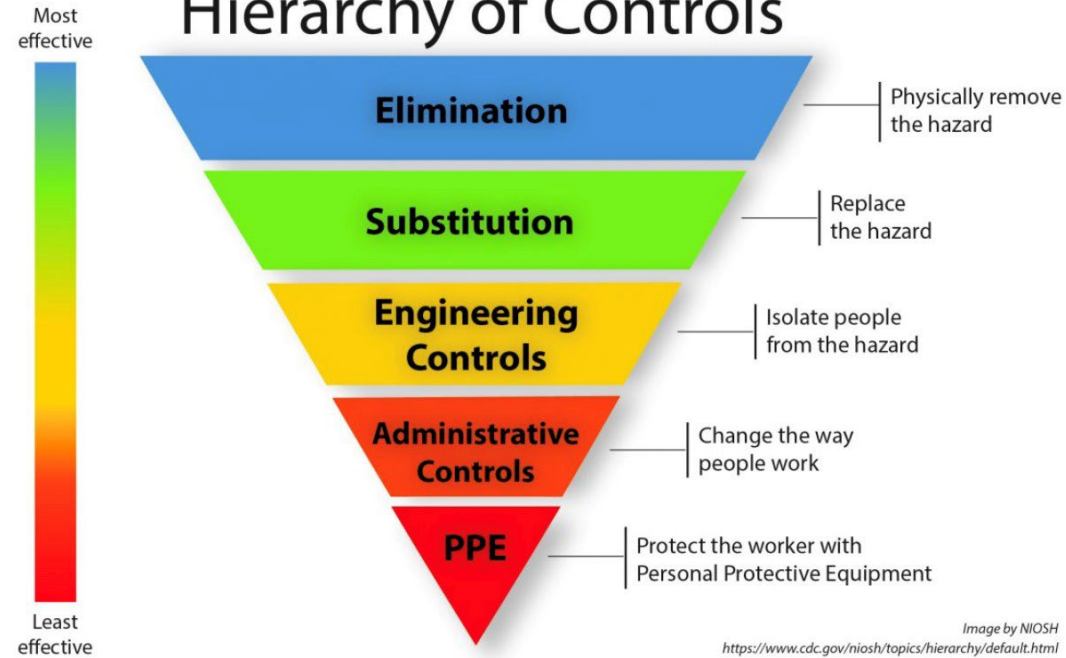 Hierarchy of Controls
Most
effective
Elimination
Physically remove
the hazard
Substitution
Replace
the hazard
Engineering
Controls
Isolate people
from the hazard
Administrative
Controls
Change the way
people work
PPE
Protect the worker with
Personal Protective Equipment
Least
effective
Image by NIOSH
https://www.cdc.gov/niosh/topics/hierarchy/default.html